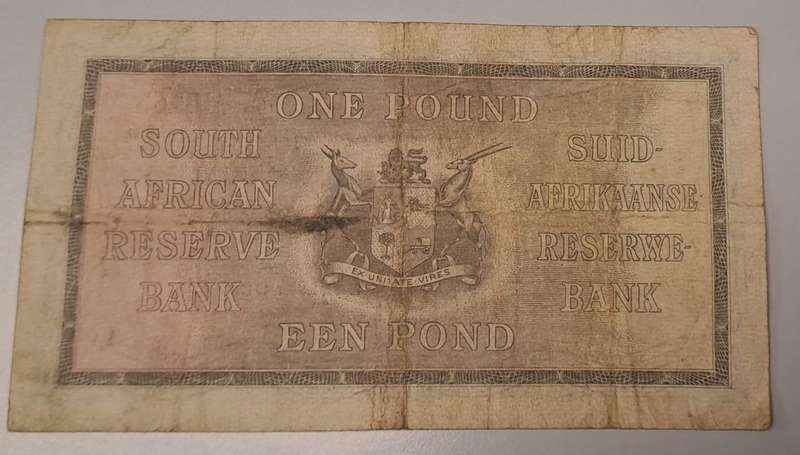 ONE POUND
SOUTH
AFRICAN
RESERVE
BANK
SUID-
AFRIKAANSE
RESERWE-
BANK
EX UNITATE VIRES
EEN POND